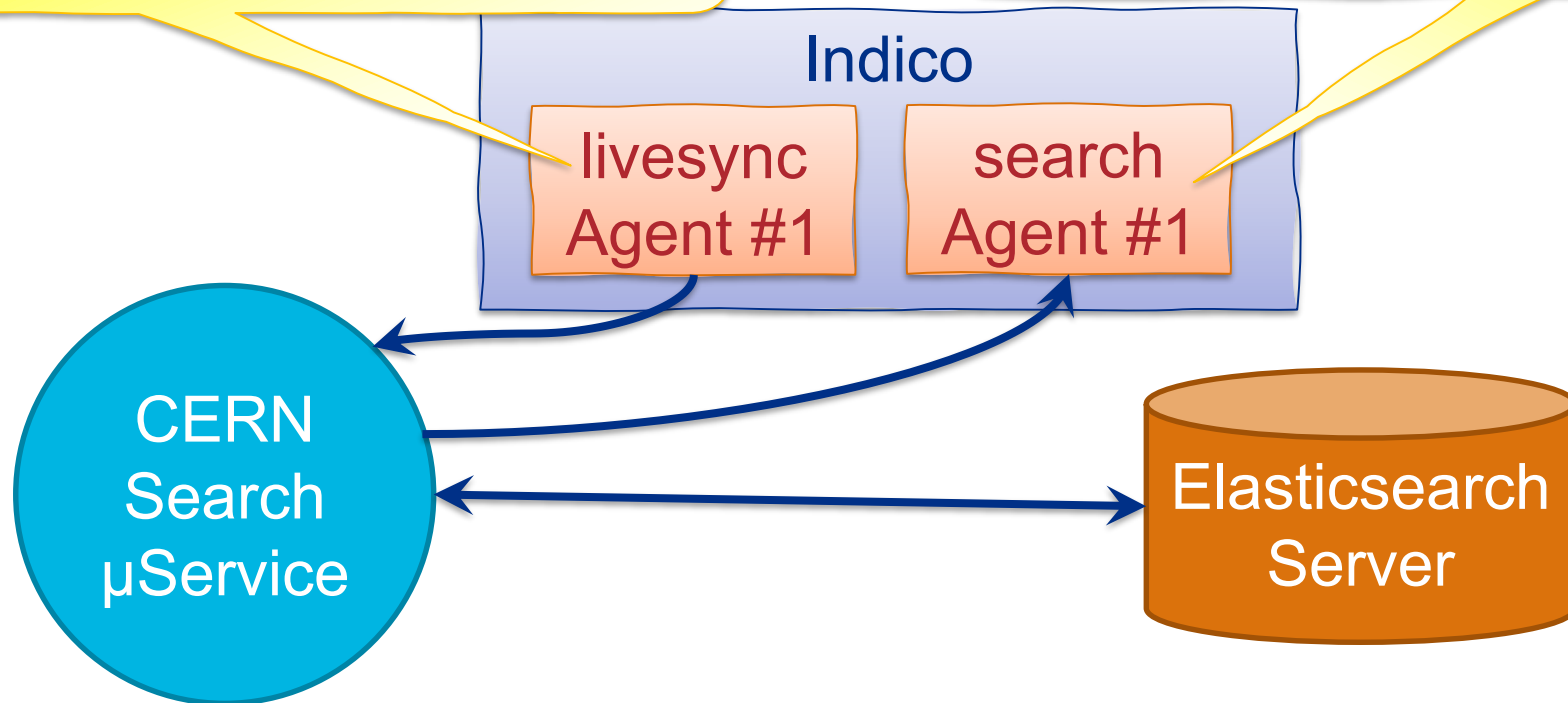 Indico
livesync
Agent #1
search
Agent #1
CERN
Search
µService
Elasticsearch
Server